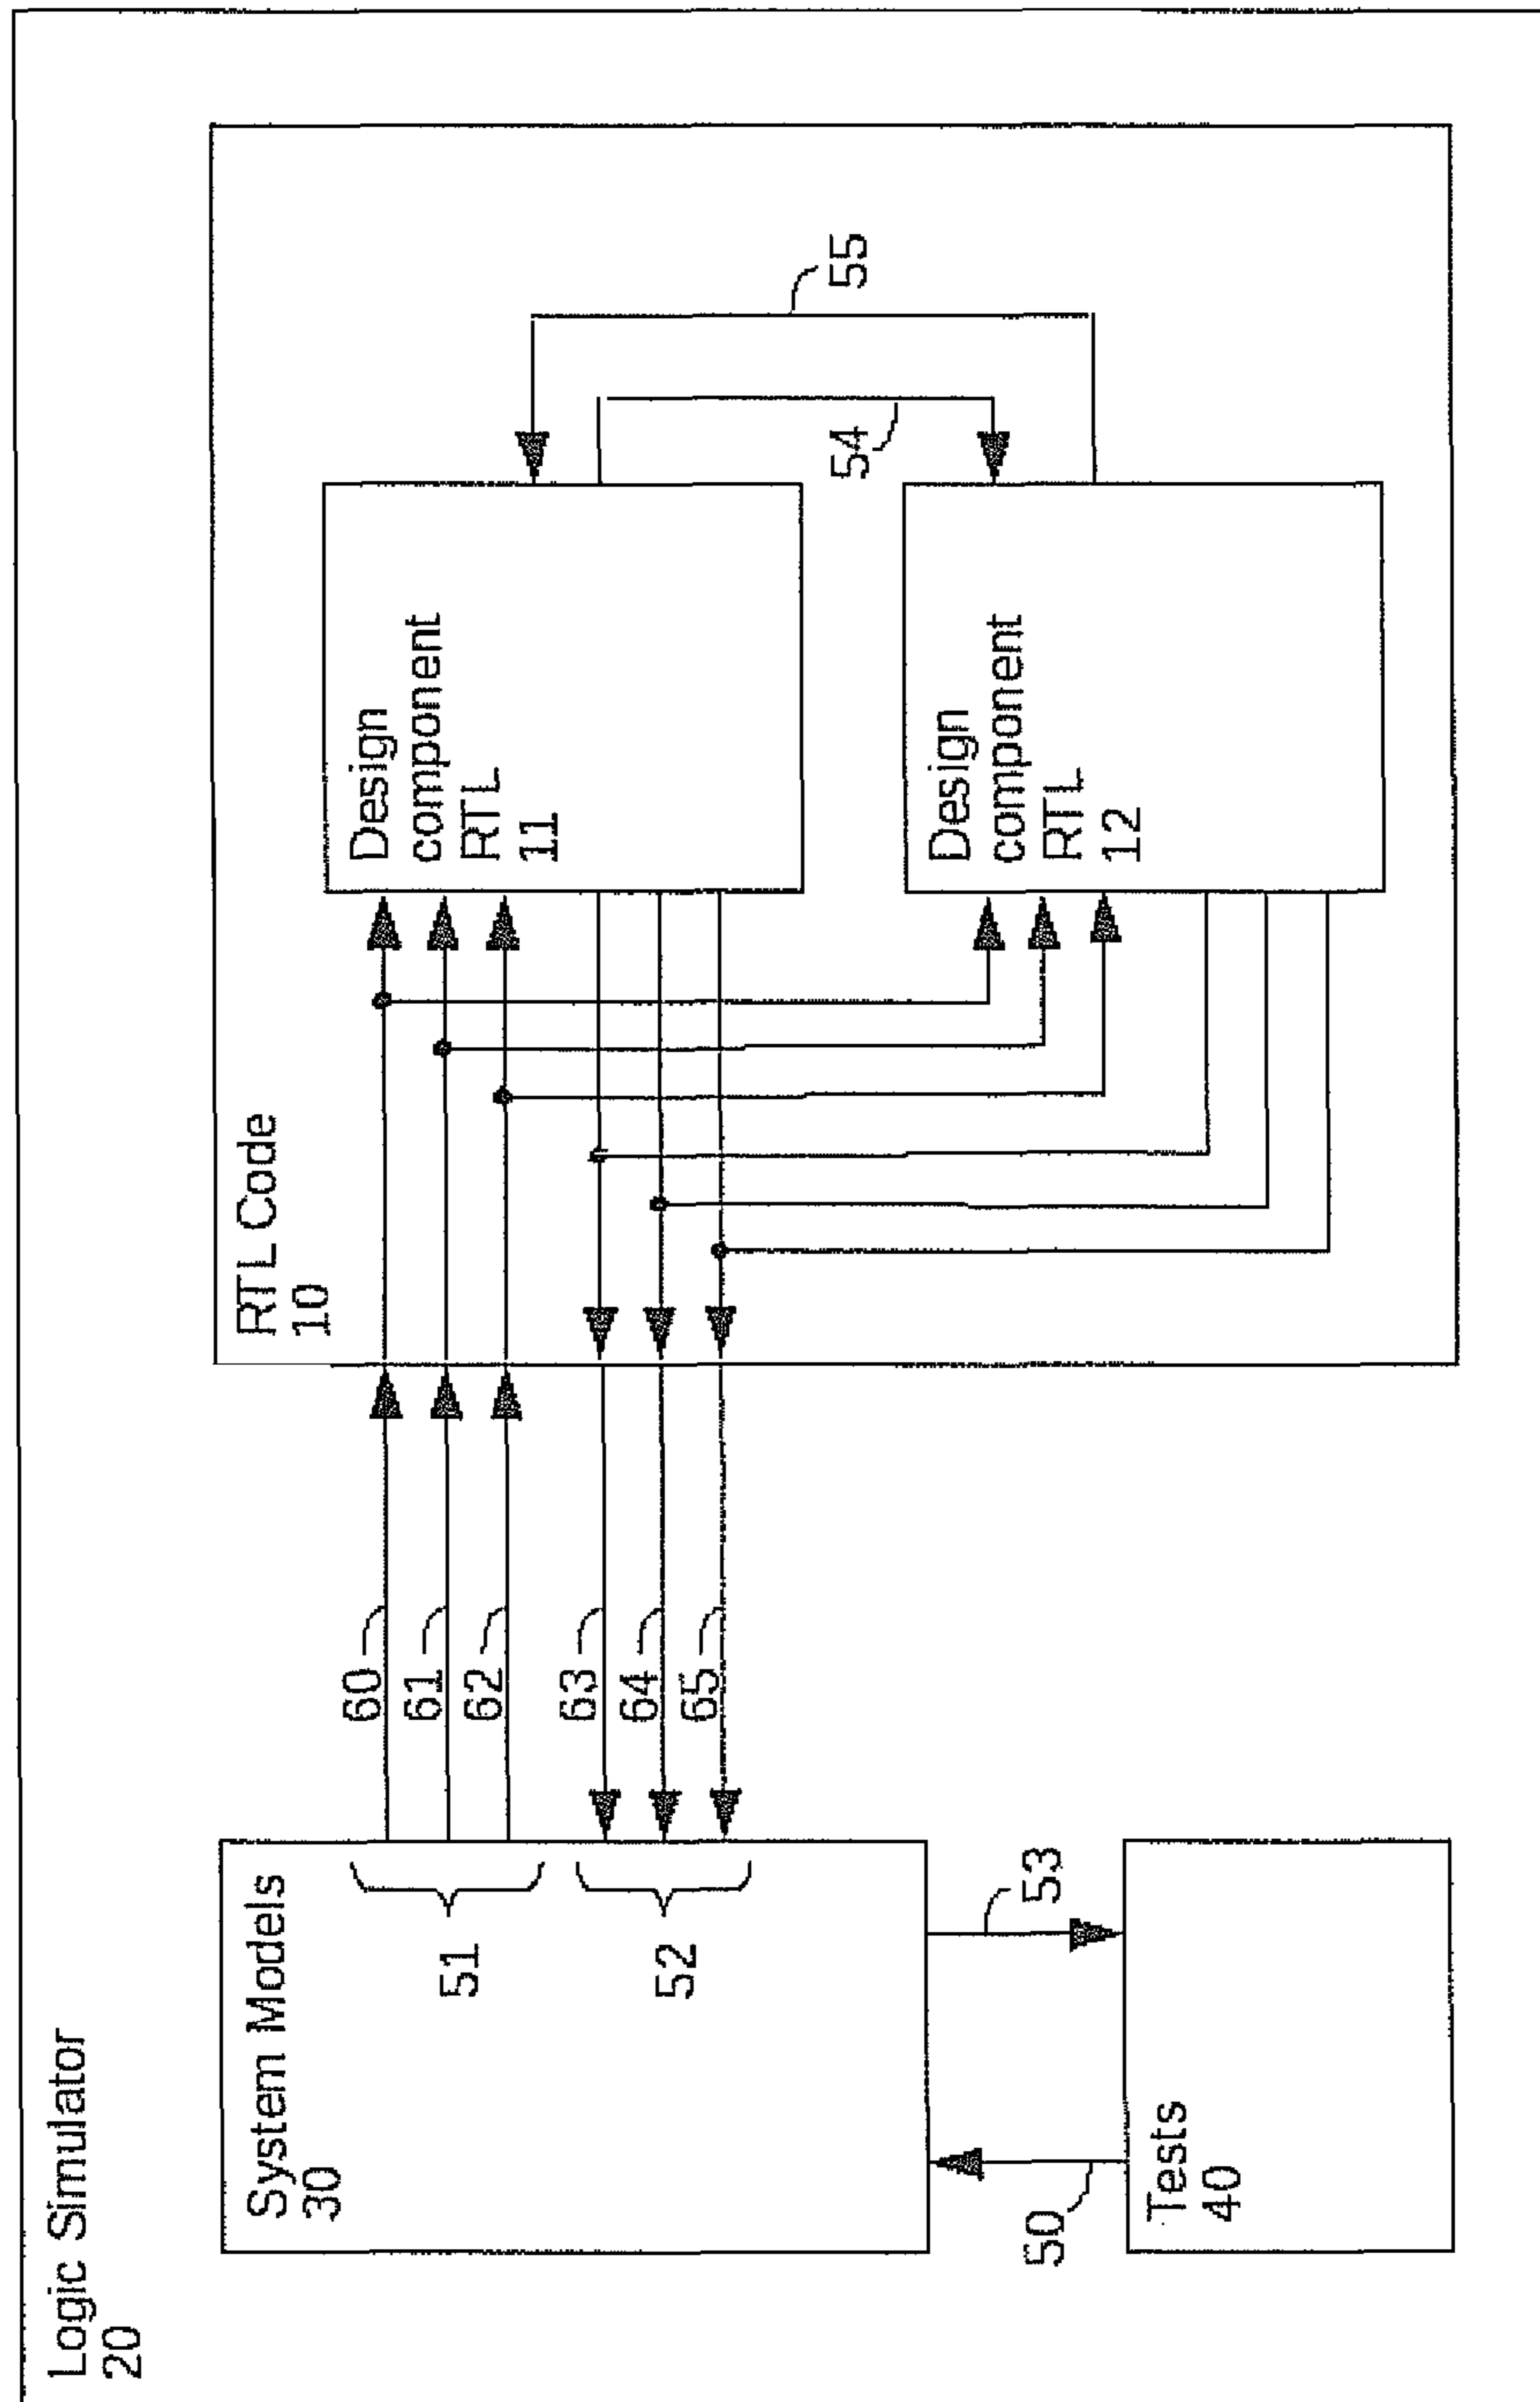 Logic Simulator
20
System Models
30
51
52
60
61
62
63
64
65
RTL Code
10
Design
component
RTL
11
Design
component
RTL
12
54
55
50
53
Tests
40